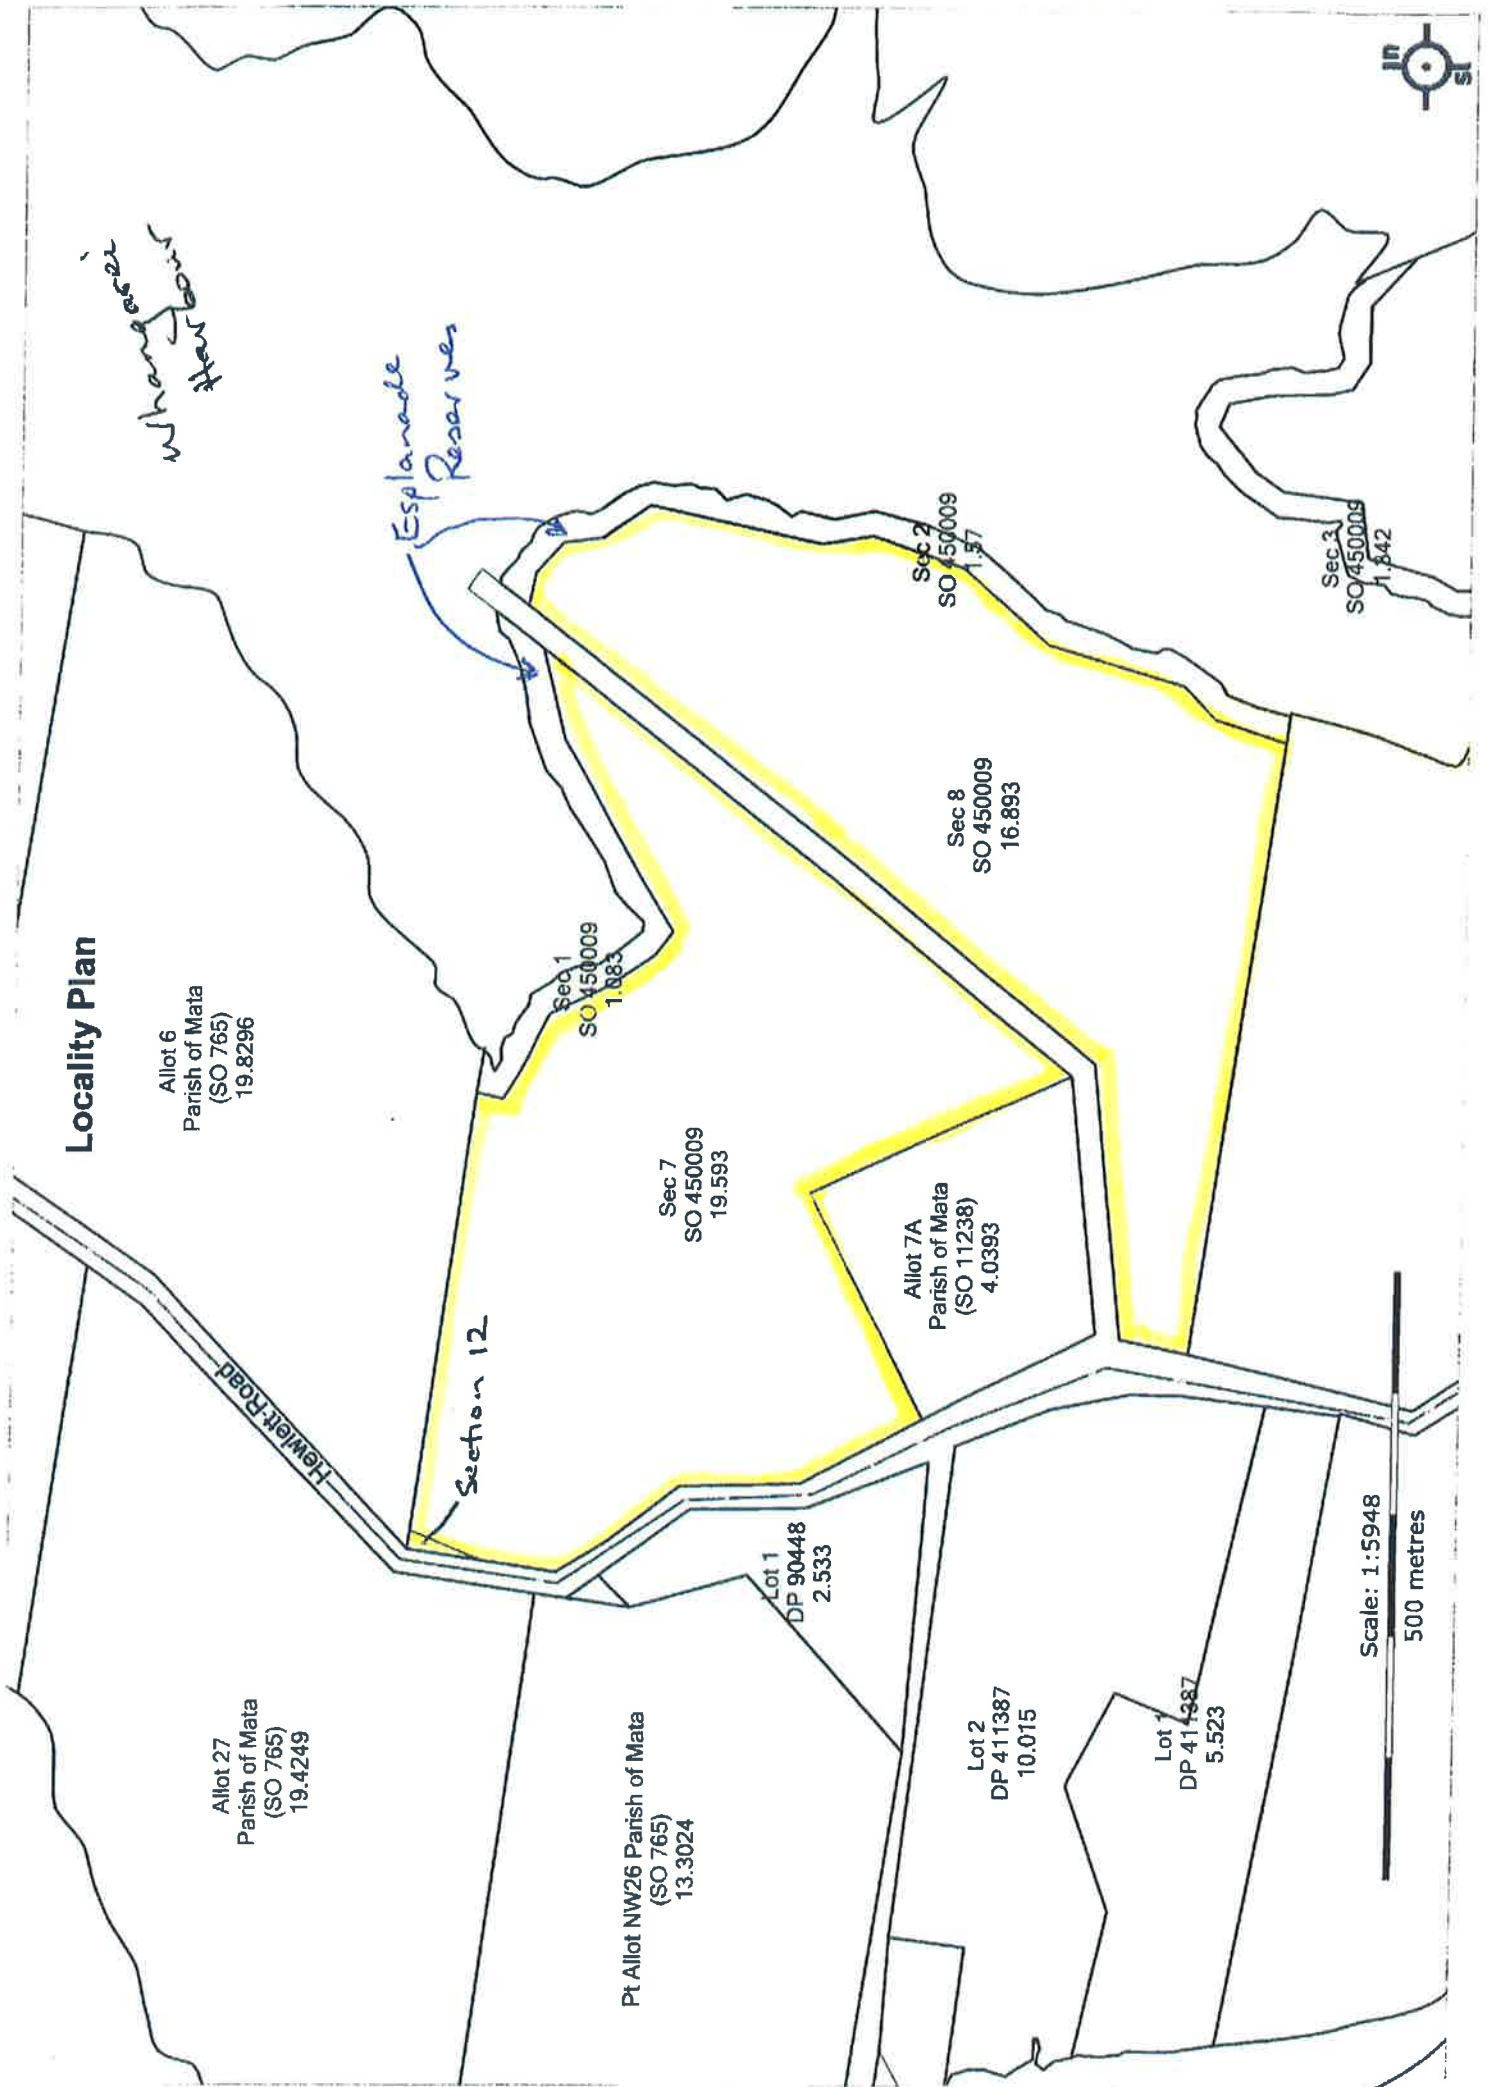 Locality Plan
Whangarei
Harbour
Esplanade
Reserves
Allot 6
Parish of Mata
(SO 765)
19.8296
Hewlett Road
Section 12
Allot 27
Parish of Mata
(SO 765)
19.4249
Sec 1
SO 450009
1.083
Sec 7
SO 450009
19.593
Pt Allot NW26 Parish of Mata
(SO 765)
13.3024
Lot 1
DP 90448
2.533
Allot 7A
Parish of Mata
(SO 11238)
4.0393
Sec 8
SO 450009
16.893
Sec 2
SO 450009
1.57
Lot 2
DP 411387
10.015
Lot 1
DP 411387
5.523
Sec 3
SO 450009
1.842
Scale: 1:5948
500 metres